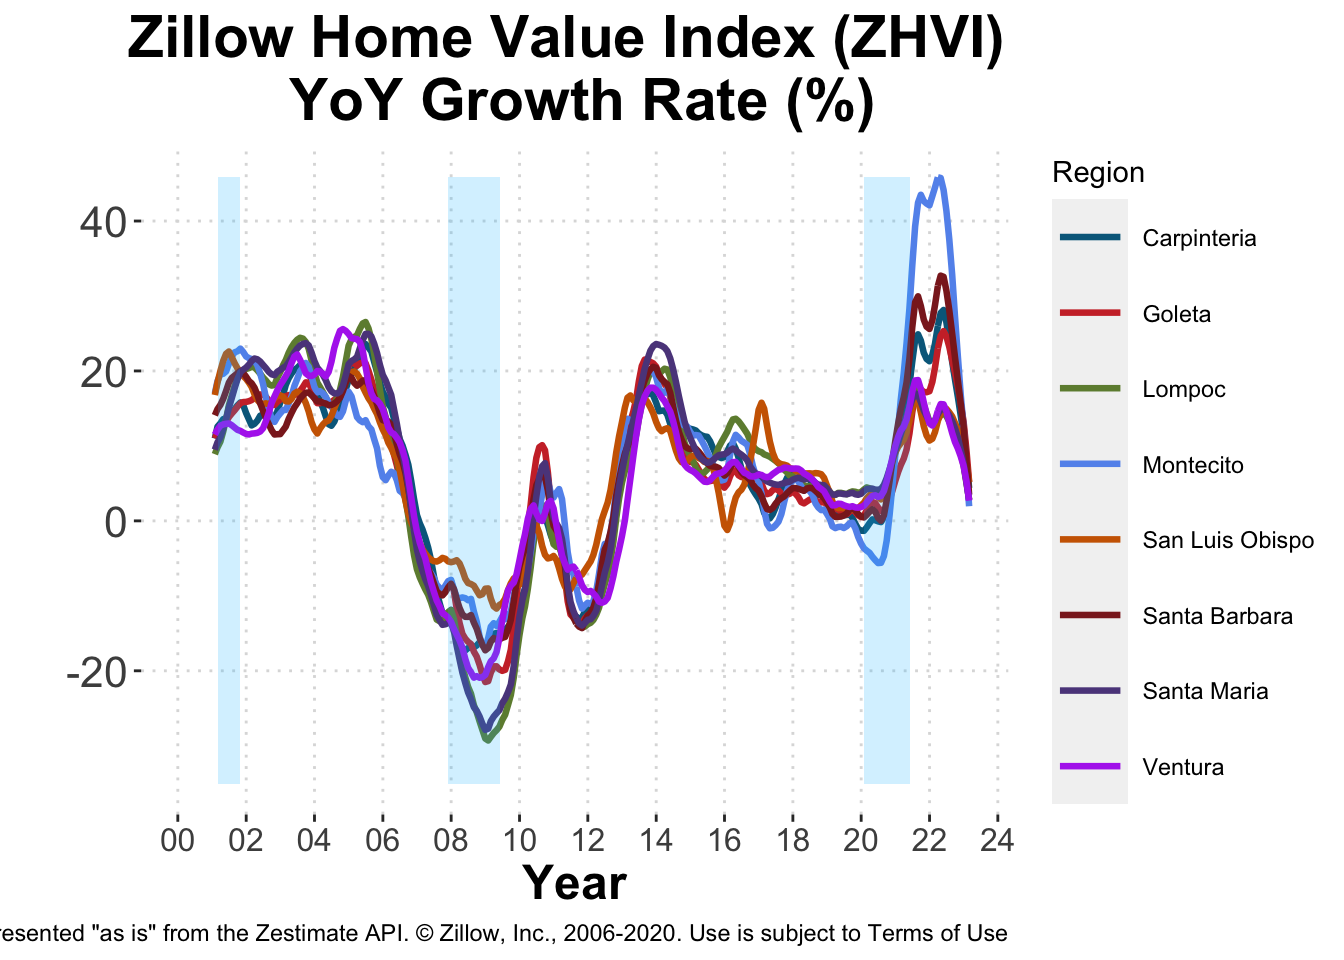 Zillow Home Value Index (ZHVI)
YoY Growth Rate (%)
Region
Carpinteria
Goleta
Lompoc
Montecito
San Luis Obispo
Santa Barbara
Santa Maria
Ventura
40
20
0
-20
00 02 04 06 08 10 12 14 16 18 20 22 24
Year
resented "as is" from the Zestimate API. © Zillow, Inc., 2006-2020. Use is subject to Terms of Use